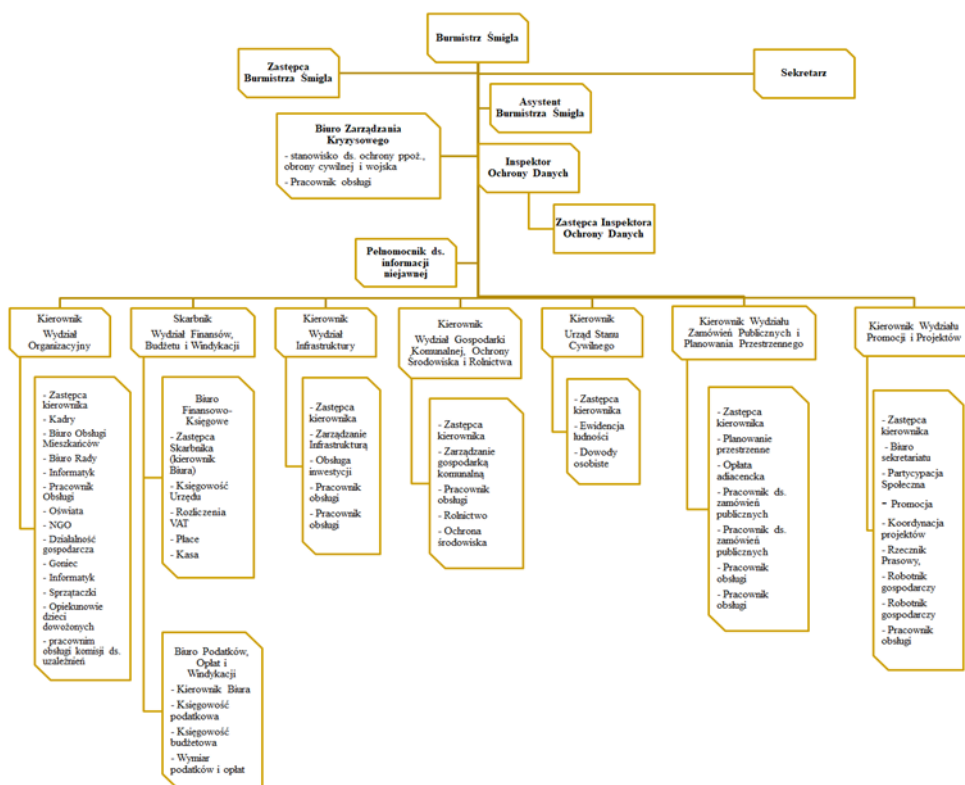 Burmistrz Śmigla
Zastępca
Burmistrza Śmigla
Sekretarz
Asystent
Burmistrza Śmigla
Biuro Zarządzania
Kryzysowego
- stanowisko ds. ochrony ppoż.,
obrony cywilnej i wojska
- Pracownik obsługi
Inspektor
Ochrony Danych
Zastępca Inspektora
Ochrony Danych
Pełnomocnik ds.
informacji
niejawnej
Kierownik
Wydział
Organizacyjny
- Zastępca
kierownika
- Kadry
- Biuro Obsługi
Mieszkańców
- Biuro Rady
- Informatyk
- Pracownik
Obsługi
- Oświata
- NGO
- Działalność
gospodarcza
- Goniec
- Informatyk
- Sprzątaczki
- Opiekunowie
dzieci
dowożonych
- pracownim
obsługi komisji ds.
uzależnień
Skarbnik
Wydział Finansów,
Budżetu i Windykacji
Biuro
Finansowo-
Księgowe
- Zastępca
Skarbnika
(kierownik
Biura)
- Księgowość
Urzędu
- Rozliczenia
VAT
- Płace
- Kasa
Biuro Podatków,
Opłat i
Windykacji
- Kierownik Biura
- Księgowość
podatkowa
- Księgowość
budżetowa
- Wymiar
podatków i opłat
Kierownik
Wydział
Infrastruktury
- Zastępca
kierownika
- Zarządzanie
Infrastrukturą
- Obsługa
inwestycji
- Pracownik
obsługi
- Pracownik
obsługi
Kierownik
Wydział Gospodarki
Komunalnej, Ochrony
Środowiska i Rolnictwa
- Zastępca
kierownika
- Zarządzanie
gospodarką
komunalną
- Pracownik
obsługi
- Rolnictwo
- Ochrona
środowiska
Kierownik
Urząd Stanu
Cywilnego
- Zastępca
kierownika
- Ewidencja
ludności
- Dowody
osobiste
Kierownik Wydziału
Zamówień Publicznych i
Planowania Przestrzennego
- Zastępca
kierownika
- Planowanie
przestrzenne
- Opłata
adiacencka
- Pracownik ds.
zamówień
publicznych
- Pracownik ds.
zamówień
publicznych
- Pracownik
obsługi
- Pracownik
obsługi
Kierownik Wydziału
Promocji i Projektów
- Zastępca
kierownika
- Biuro
sekretariatu
- Partycypacja
Społeczna
- Promocja
- Koordynacja
projektów
- Rzecznik
Prasowy,
- Robotnik
gospodarczy
- Robotnik
gospodarczy
- Pracownik
obsługi